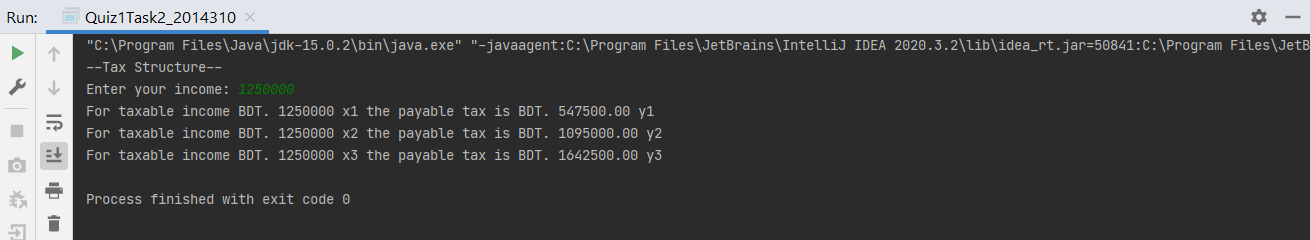 Run: Quiz1Task2_2014310
"C:\Program Files\Java\jdk-15.0.2\bin\java.exe" "-javaagent:C:\Program Files\JetBrains\IntelliJ IDEA 2020.3.2\lib\idea_rt.jar=50841:C:\Program Files\JetB
--Tax Structure--
Enter your income: 1250000
For taxable income BDT. 1250000 x1 the payable tax is BDT. 547500.00 y1
For taxable income BDT. 1250000 x2 the payable tax is BDT. 1095000.00 y2
For taxable income BDT. 1250000 x3 the payable tax is BDT. 1642500.00 y3
Process finished with exit code 0